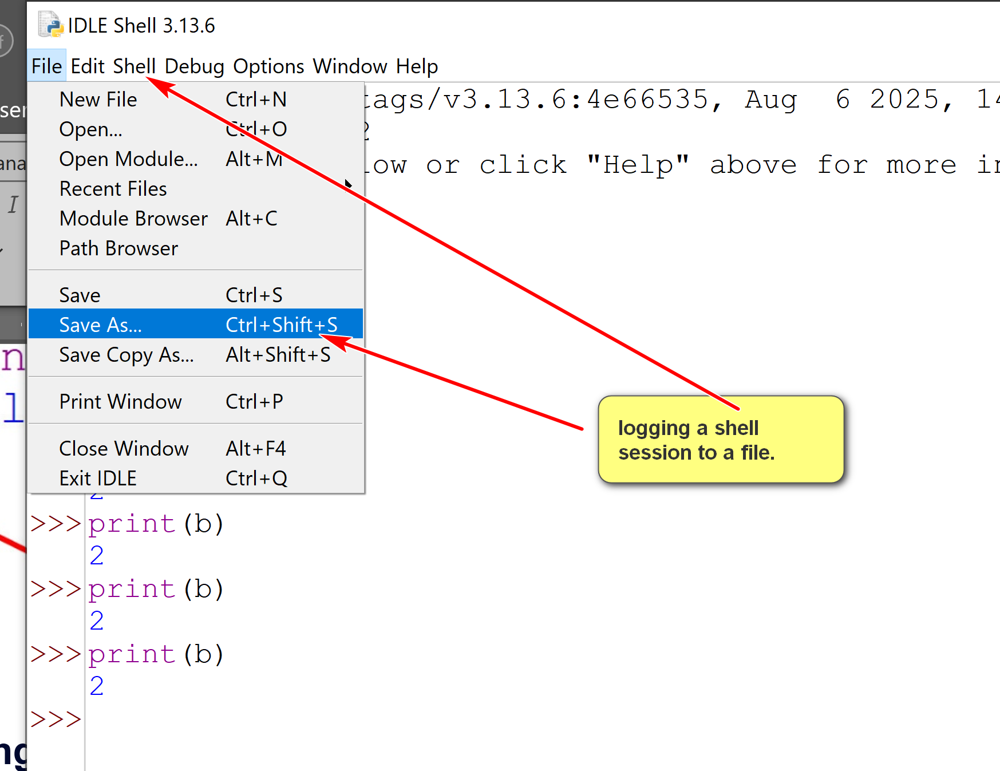 IDLE Shell 3.13.6
File Edit Shell Debug Options Window Help
New File Ctrl+N
Open... Ctrl+O
Open Module... Alt+M
Recent Files
Module Browser Alt+C
Path Browser
Save Ctrl+S
Save As... Ctrl+Shift+S
Save Copy As... Alt+Shift+S
Print Window Ctrl+P
Close Window Alt+F4
Exit IDLE Ctrl+Q
tags/v3.13.6:4e66535, Aug 6 2025, 14
2
low or click "Help" above for more in
logging a shell
session to a file.
2
>>> print(b)
2
>>> print(b)
2
>>> print(b)
2
>>>